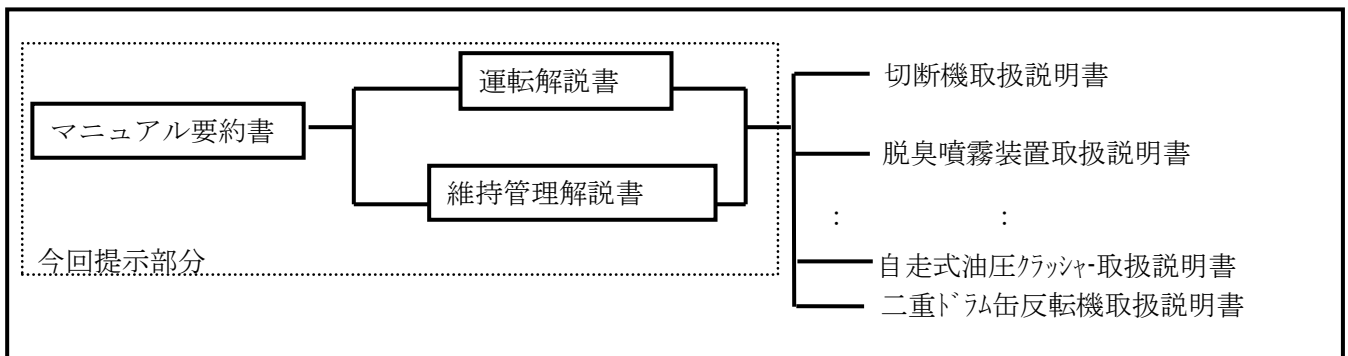 運転解説書
切断機取扱説明書
マニュアル要約書
脱臭噴霧装置取扱説明書
維持管理解説書
：　：
今回提示部分
自走式油圧ｸﾗｯｼｬｰ取扱説明書
二重ﾄﾞﾗﾑ缶反転機取扱説明書